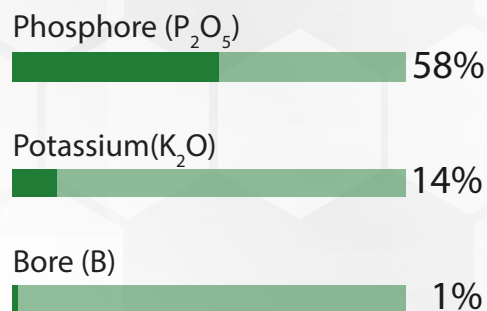 Phosphore (P₂O₅)
58%
Potassium(K₂O)
14%
Bore (B)
1%